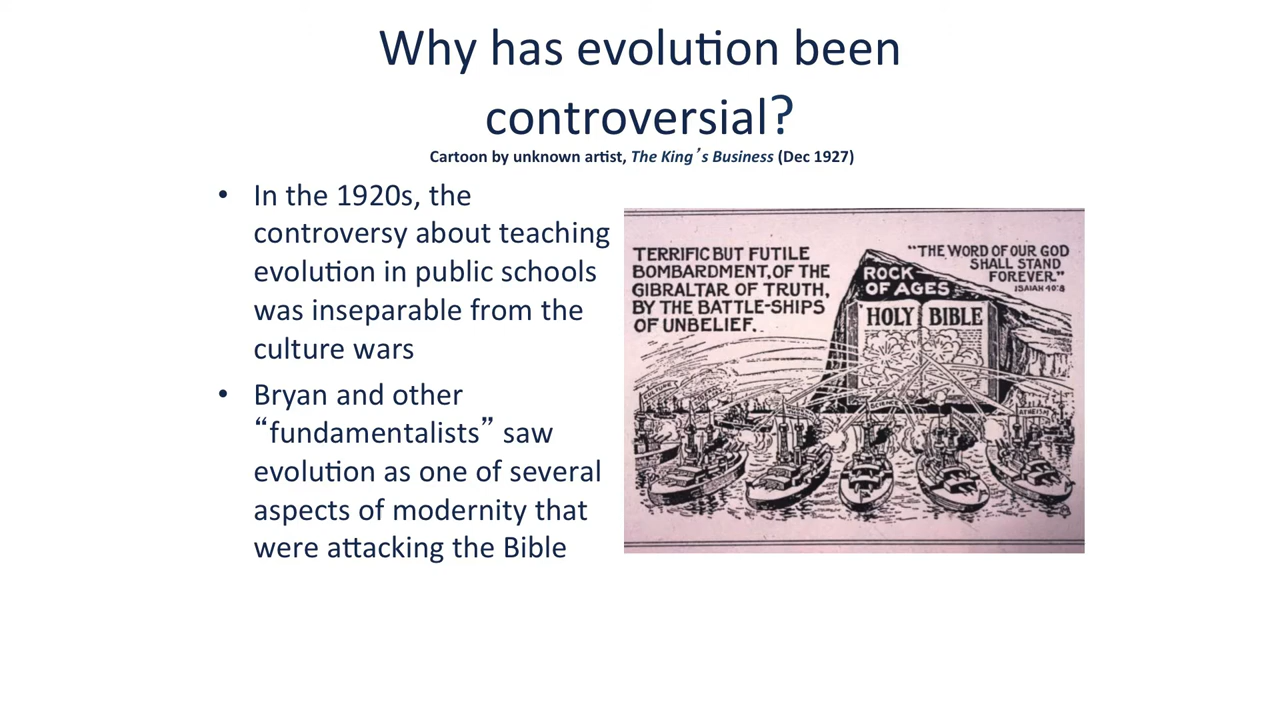 Why has evolution been
controversial?
Cartoon by unknown artist, The King’s Business (Dec 1927)
• In the 1920s, the
controversy about teaching
evolution in public schools
was inseparable from the
culture wars
• Bryan and other
“fundamentalists” saw
evolution as one of several
aspects of modernity that
were attacking the Bible
TERRIFIC BUT FUTILE
BOMBARDMENT, OF THE
GIBRALTAR OF TRUTH,
BY THE BATTLE-SHIPS
OF UNBELIEF.
“THE WORD OF OUR GOD
SHALL STAND
FOREVER.”
ISAIAH 40:8
ROCK
OF AGES
HOLY BIBLE
CULTURE
SCIENCE
ATHEISM